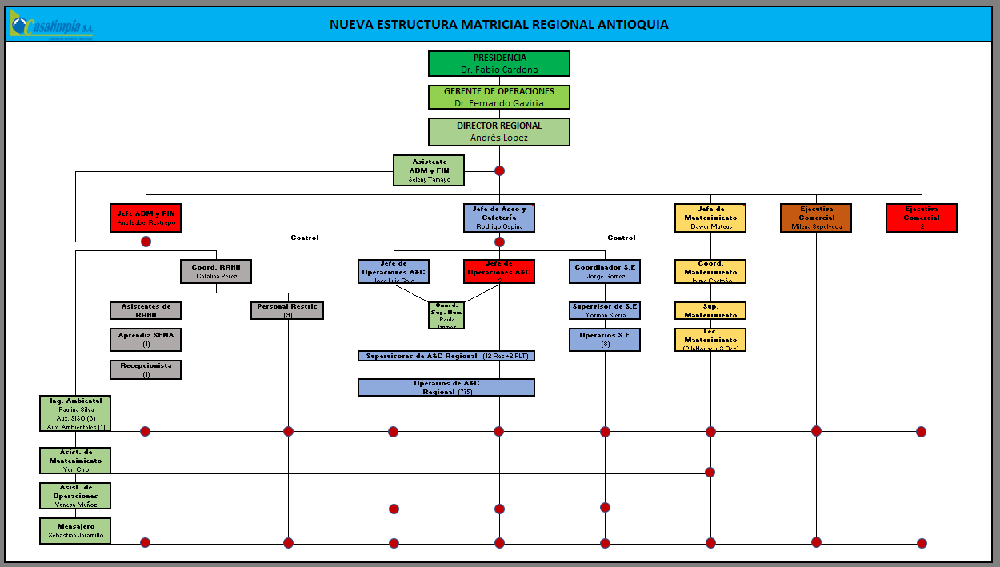 Casalimpia S.A.
NUEVA ESTRUCTURA MATRICIAL REGIONAL ANTIOQUIA
PRESIDENCIA
Dr. Fabio Cardona
GERENTE DE OPERACIONES
Dr. Fernando Gaviria
DIRECTOR REGIONAL
Andrés López
Asistente
ADM y FIN
Seleny Tamayo
Jefe ADM y FIN
Ana Isabel Restrepo
Jefe de Aseo y
Cafetería
Rodrigo Ospina
Jefe de
Mantenimiento
Dawer Mateus
Ejecutiva
Comercial
Milena Sepulveda
Ejecutiva
Comercial
?
Control
Control
Coord. RRHH
Catalina Perez
Jefe de
Operaciones A&C
Jose Luis Galo
Jefe de
Operaciones A&C
?
Coordinador S.E
Jorge Gomez
Coord.
Mantenimiento
Jaime Castaño
Asistentes de
RRHH
Personal Restric
(9)
Coord.
Sup. Hum
Paula
Gomez
Supervisor de S.E
Yorman Sierra
Sup.
Mantenimiento
Aprendiz SENA
(1)
Operarios S.E
(8)
Tec.
Mantenimiento
(2 InHouse + 3 Rec)
Recepcionista
(1)
Supervisores de A&C Regional (12 Rec +2 PLT)
Operarios de A&C
Regional (775)
Ing. Ambiental
Paulina Silva
Aux. SISO (3)
Aux. Ambientales (1)
Asist. de
Mantenimiento
Yuri Ciro
Asist. de
Operaciones
Vanesa Muñoz
Mensajero
Sebastian Jaramillo